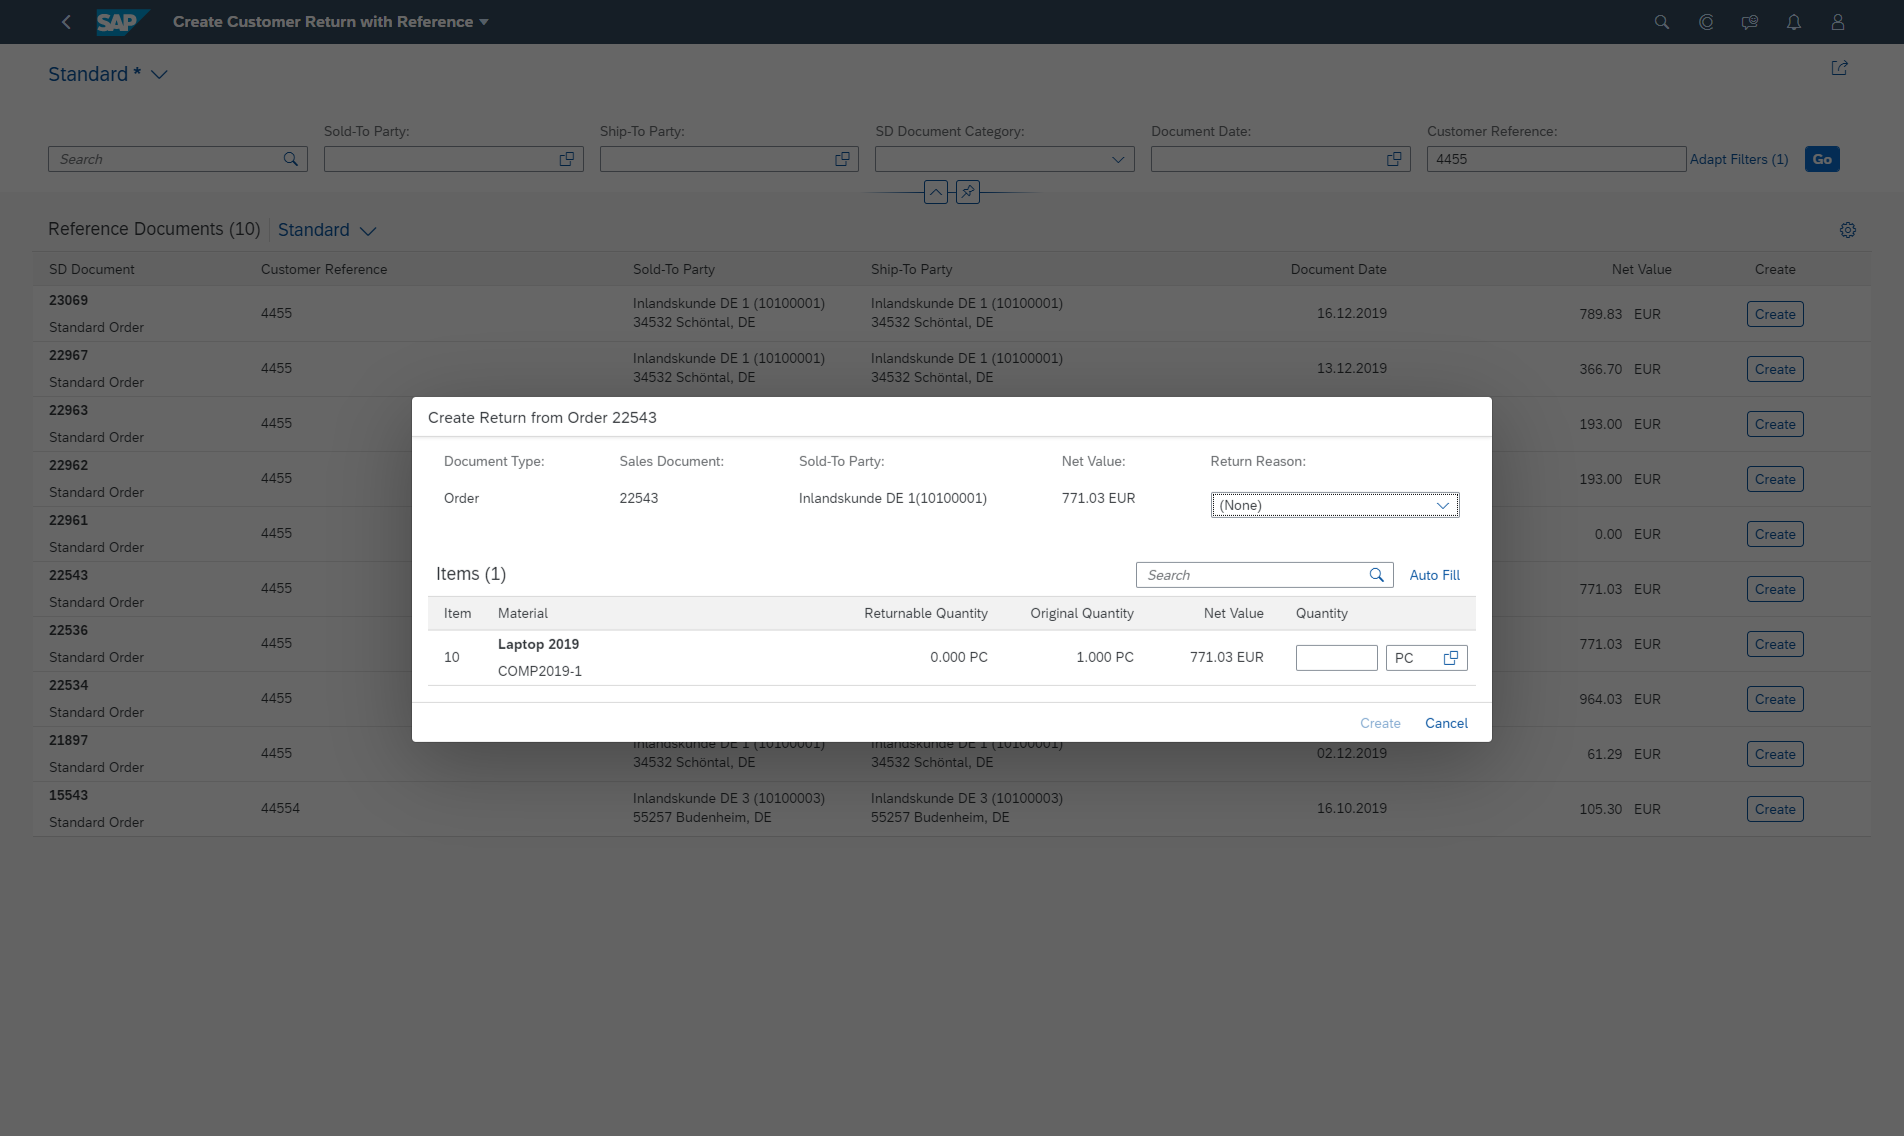 SAP Create Customer Return with Reference
Standard *
Sold-To Party: Ship-To Party: SD Document Category: Document Date: Customer Reference:
Search 4455 Adapt Filters (1) Go
Reference Documents (10) Standard
SD Document Customer Reference Sold-To Party Ship-To Party Document Date Net Value Create
23069
Standard Order
4455
Inlandskunde DE 1 (10100001)
34532 Schöntal, DE
Inlandskunde DE 1 (10100001)
34532 Schöntal, DE
16.12.2019
789.83 EUR
Create
22967
Standard Order
4455
Inlandskunde DE 1 (10100001)
34532 Schöntal, DE
Inlandskunde DE 1 (10100001)
34532 Schöntal, DE
13.12.2019
366.70 EUR
Create
22963
Standard Order
4455
193.00 EUR
Create
22962
Standard Order
4455
193.00 EUR
Create
22961
Standard Order
4455
0.00 EUR
Create
22543
Standard Order
4455
771.03 EUR
Create
22536
Standard Order
4455
771.03 EUR
Create
22534
Standard Order
4455
964.03 EUR
Create
21897
Standard Order
4455
Inlandskunde DE 1 (10100001)
34532 Schöntal, DE
Inlandskunde DE 1 (10100001)
34532 Schöntal, DE
02.12.2019
61.29 EUR
Create
15543
Standard Order
44554
Inlandskunde DE 3 (10100003)
55257 Budenheim, DE
Inlandskunde DE 3 (10100003)
55257 Budenheim, DE
16.10.2019
105.30 EUR
Create
Create Return from Order 22543
Document Type: Sales Document: Sold-To Party: Net Value: Return Reason:
Order 22543 Inlandskunde DE 1(10100001) 771.03 EUR (None)
Items (1) Search Auto Fill
Item Material Returnable Quantity Original Quantity Net Value Quantity
Laptop 2019
10 0.000 PC 1.000 PC 771.03 EUR PC
COMP2019-1
Create Cancel